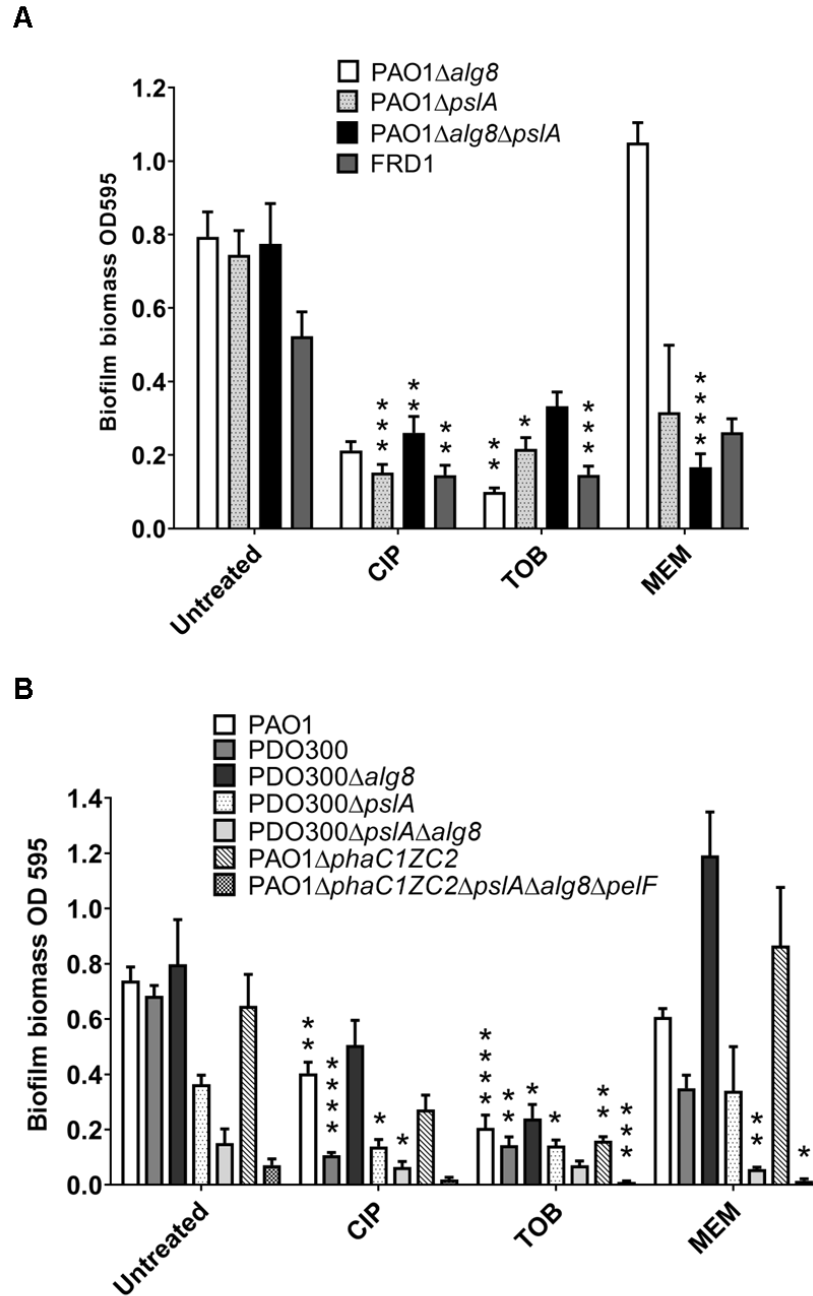 A
PAO1Δalg8
PAO1ΔpslA
PAO1Δalg8ΔpslA
FRD1
Biofilm biomass OD595
1.2
1.0
0.8
0.6
0.4
0.2
0.0
***
**
**
**
*
***
****
Untreated
CIP
TOB
MEM
B
PAO1
PDO300
PDO300Δalg8
PDO300ΔpslA
PDO300ΔpslAΔalg8
PAO1ΔphaC1ZC2
PAO1ΔphaC1ZC2ΔpslAΔalg8ΔpelF
Biofilm biomass OD 595
1.4
1.2
1.0
0.8
0.6
0.4
0.2
0.0
**
****
*
*
****
**
*
*
**
***
**
*
Untreated
CIP
TOB
MEM